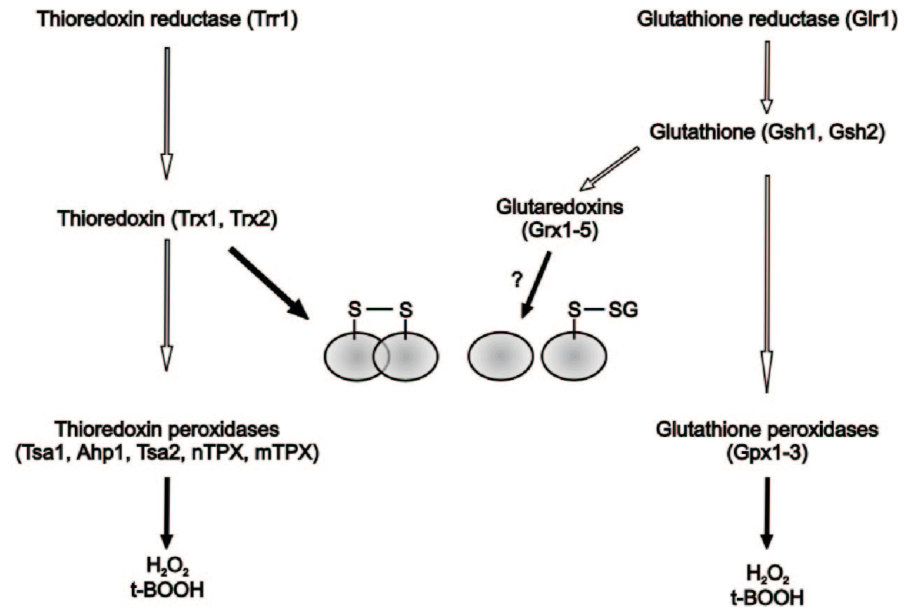 Thioredoxin reductase (Trr1)
Glutathione reductase (Glr1)
Glutathione (Gsh1, Gsh2)
Thioredoxin (Trx1, Trx2)
Glutaredoxins
(Grx1-5)
?
S — S
S — SG
Thioredoxin peroxidases
(Tsa1, Ahp1, Tsa2, nTPX, mTPX)
Glutathione peroxidases
(Gpx1-3)
H₂O₂
t-BOOH
H₂O₂
t-BOOH